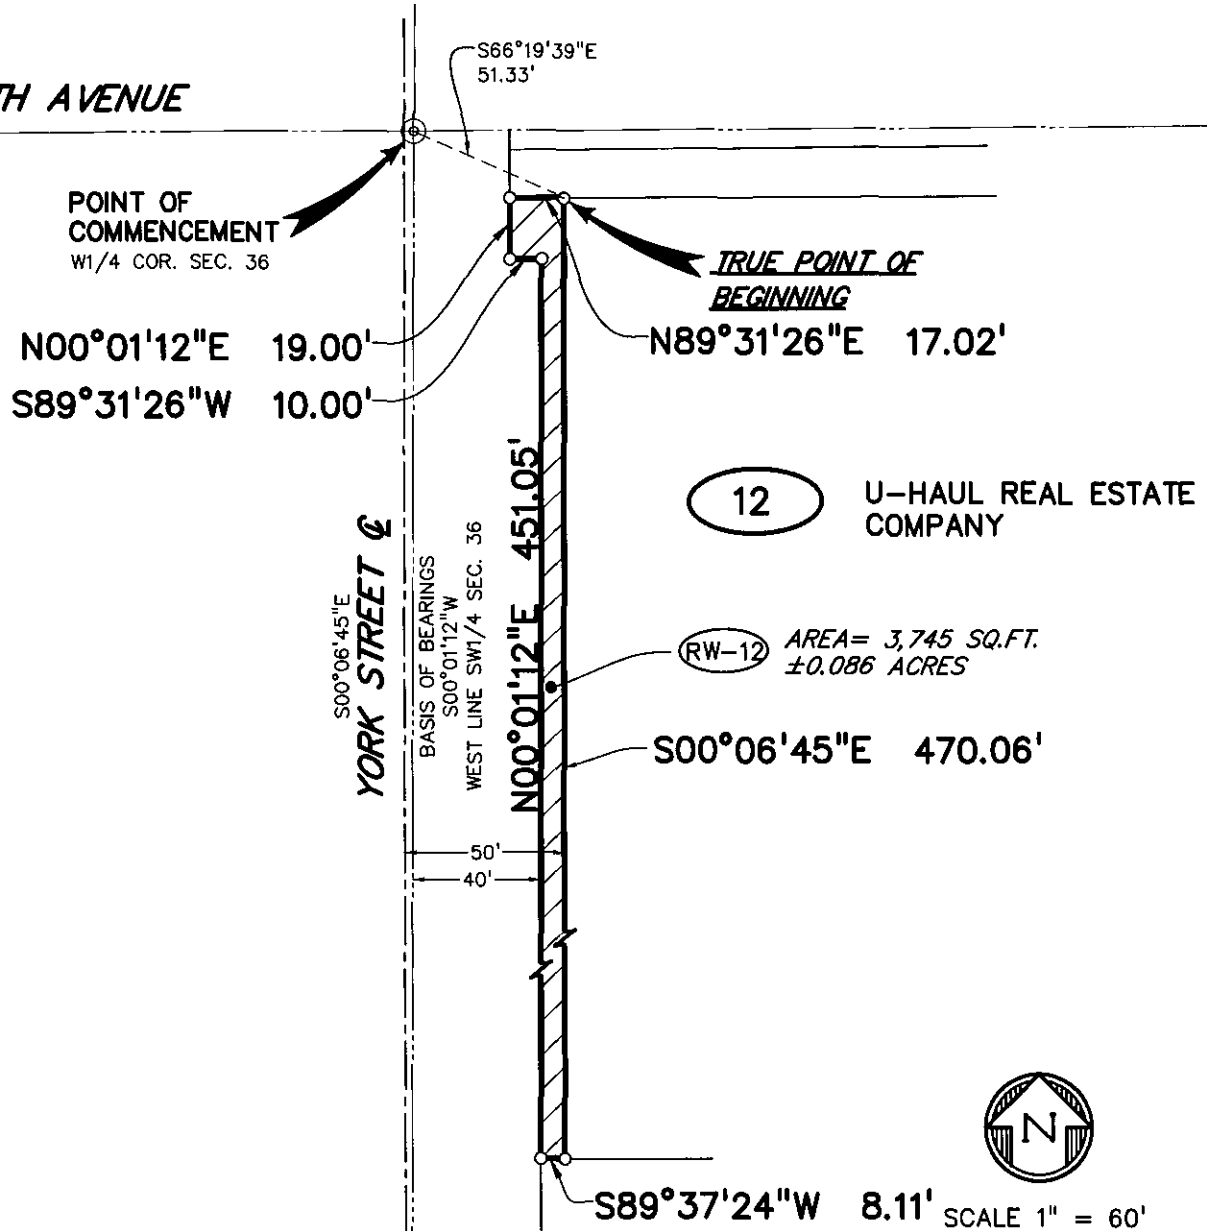 S66°19'39"E
51.33'
TH AVENUE
POINT OF
COMMENCEMENT
W1/4 COR. SEC. 36
TRUE POINT OF
BEGINNING
N00°01'12"E 19.00'
N89°31'26"E 17.02'
S89°31'26"W 10.00'
12
U-HAUL REAL ESTATE
COMPANY
S00°06'45"E
YORK STREET ℄
BASIS OF BEARINGS
S00°01'12"W
WEST LINE SW1/4 SEC. 36
N00°01'12"E 451.05'
RW-12
AREA= 3,745 SQ.FT.
±0.086 ACRES
S00°06'45"E 470.06'
50'
40'
N
S89°37'24"W 8.11'
SCALE 1" = 60'